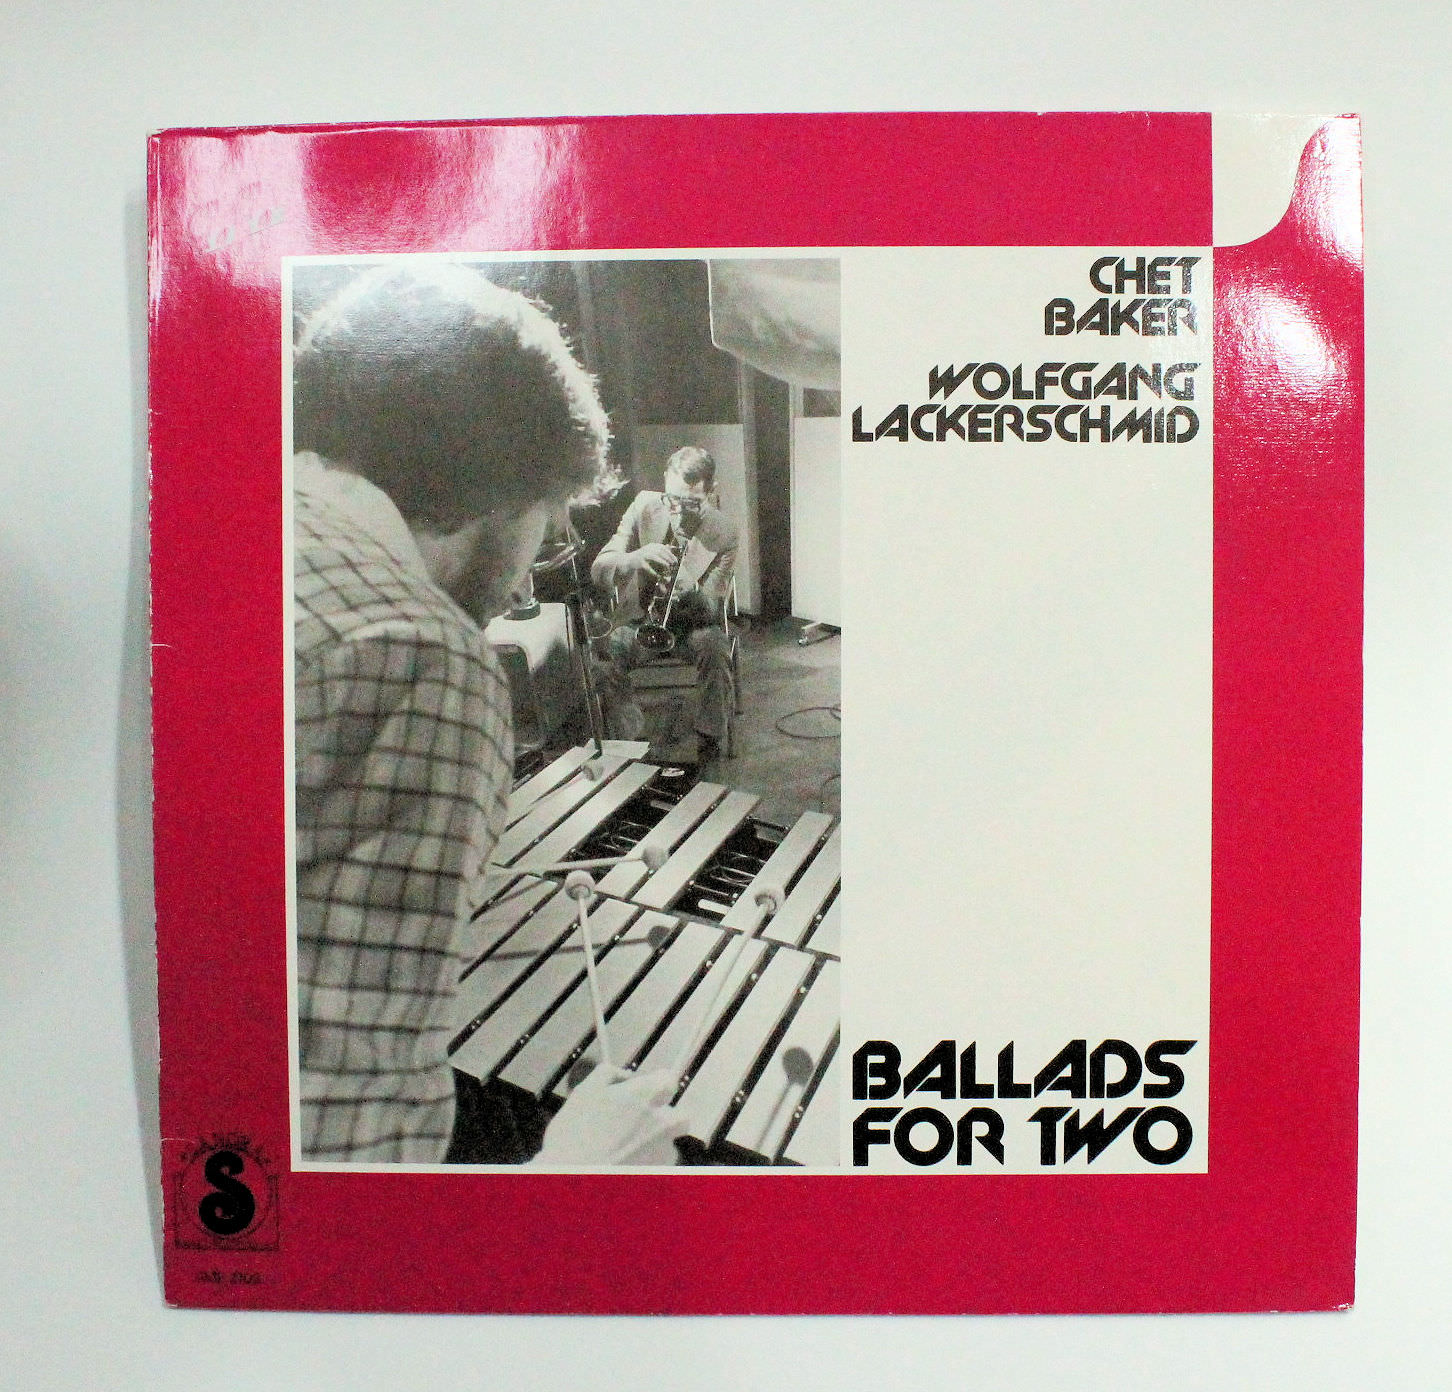 CHET
BAKER
WOLFGANG
LACKERSCHMID
BALLADS
FOR TWO
S